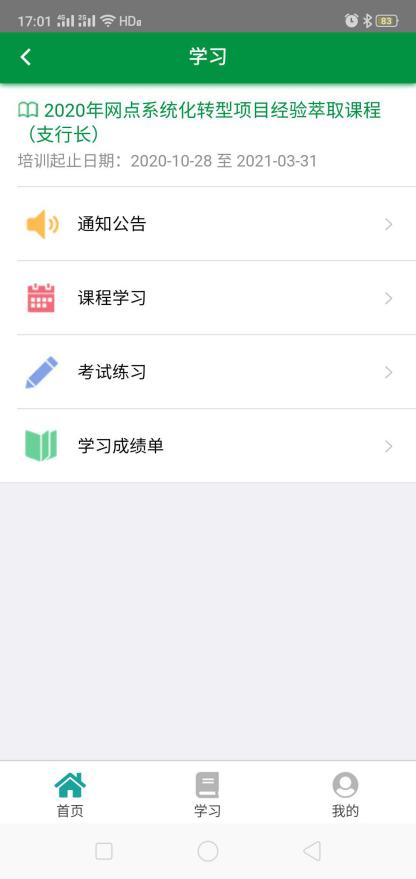 17:01 4G 2G HD 83
学习
2020年网点系统化转型项目经验萃取课程
（支行长）
培训起止日期：2020-10-28 至 2021-03-31
通知公告
课程学习
考试练习
学习成绩单
首页 学习 我的